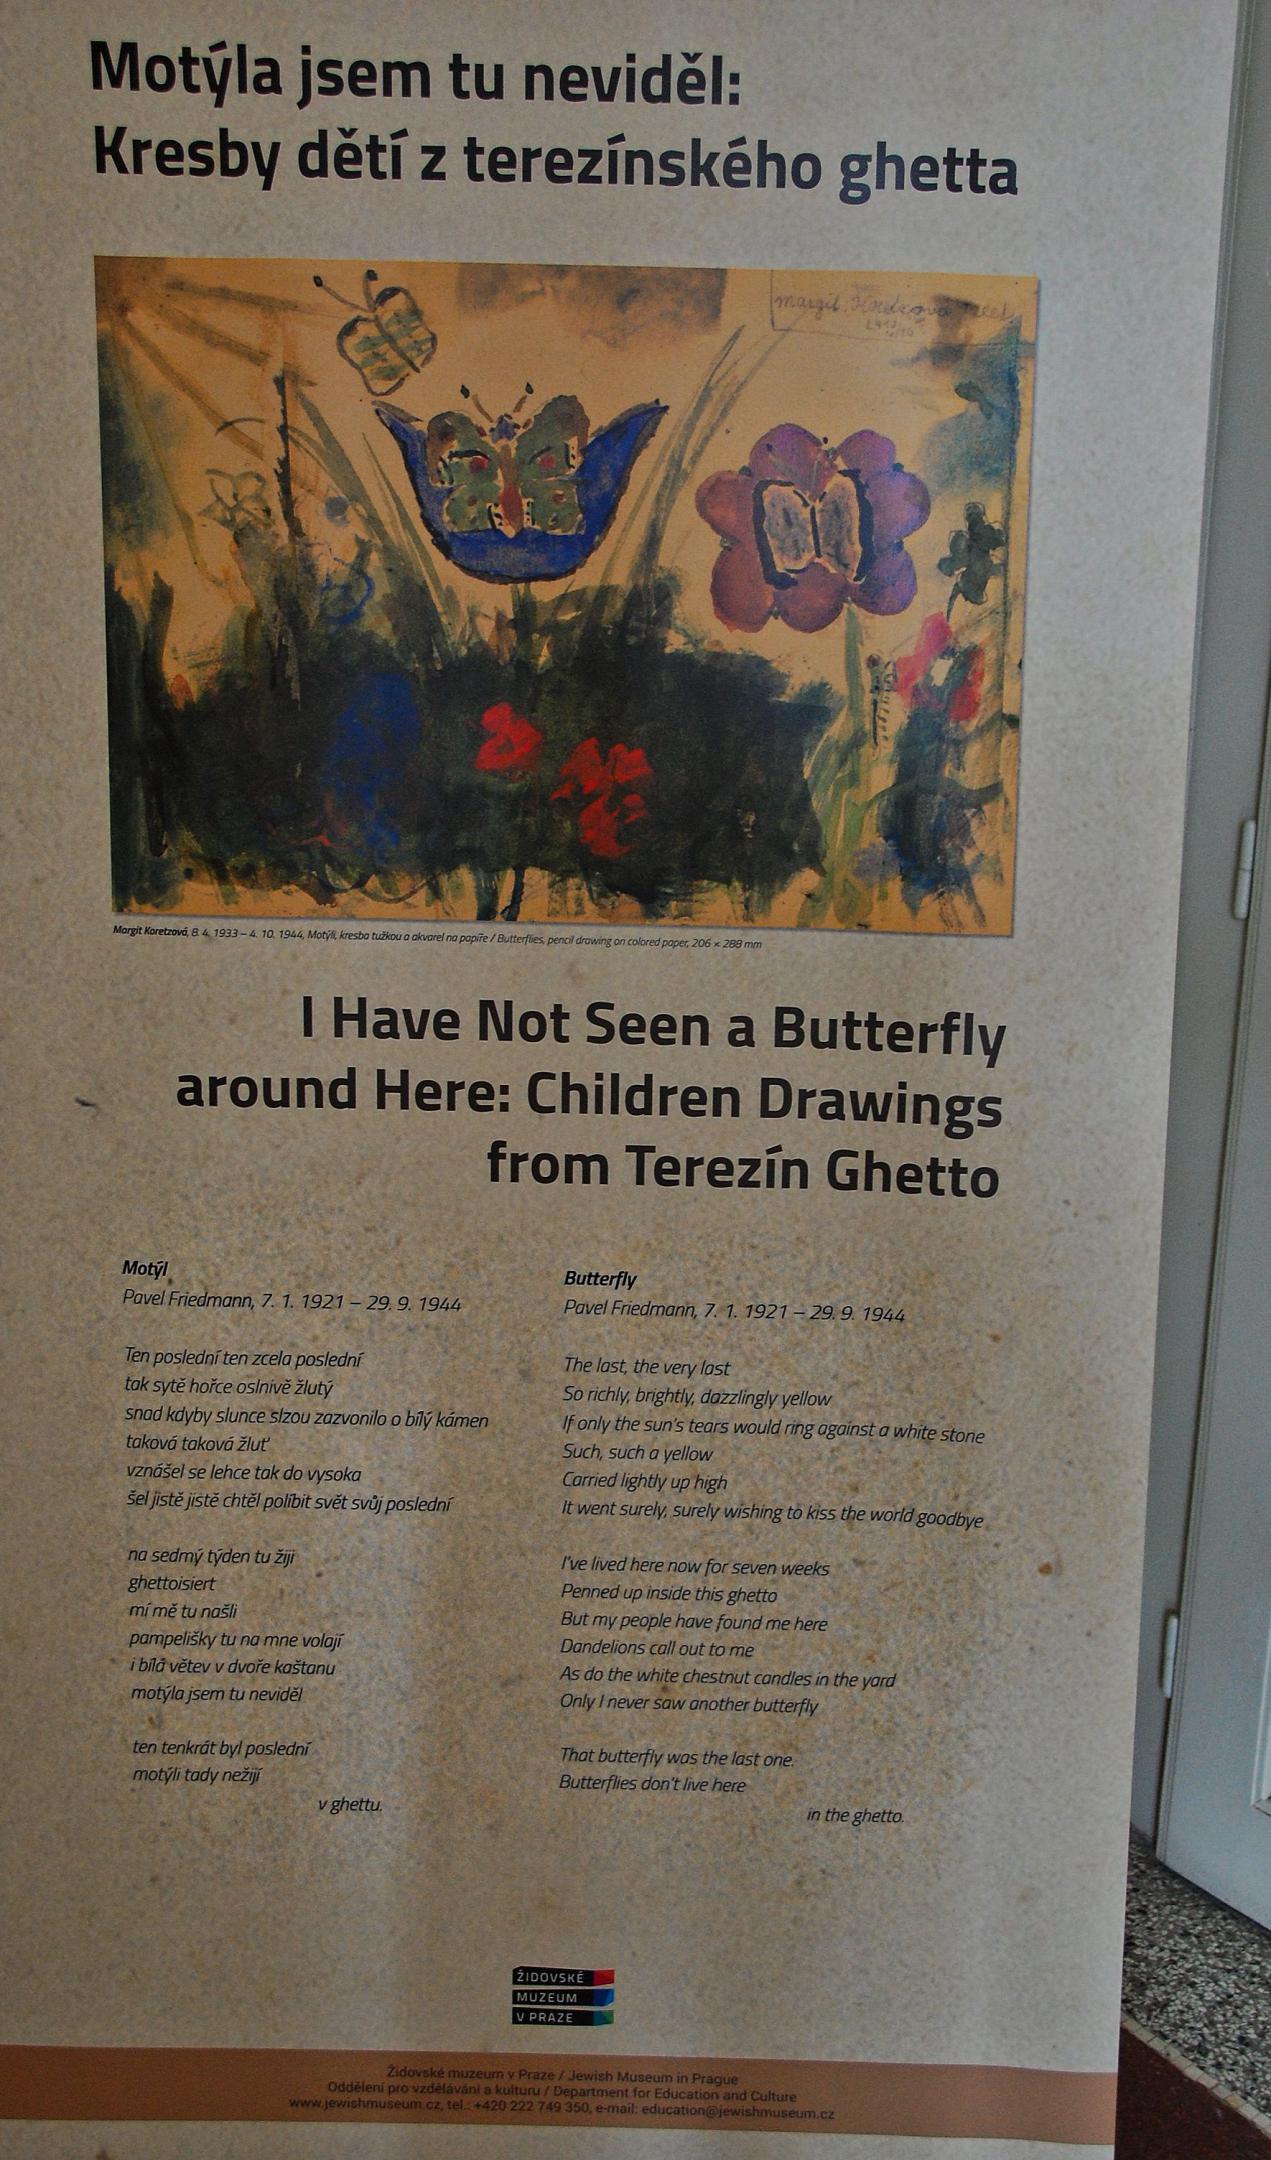 Motýla jsem tu neviděl:
Kresby dětí z terezínského ghetta
margit
Margit Koretzová, 8. 4. 1933 – 4. 10. 1944, Motýli, kresba tužkou a akvarel na papíře / Butterflies, pencil drawing on colored paper, 206 × 288 mm
I Have Not Seen a Butterfly
around Here: Children Drawings
from Terezín Ghetto
Motýl
Pavel Friedmann, 7. 1. 1921 – 29. 9. 1944
Ten poslední ten zcela poslední
tak sytě hořce oslnivě žlutý
snad kdyby slunce slzou zazvonilo o bílý kámen
taková taková žluť
vznášel se lehce tak do vysoka
šel jistě jistě chtěl políbit svět svůj poslední
na sedmý týden tu žiji
ghettoisiert
mí mě tu našli
pampelišky tu na mne volají
i bílá větev v dvoře kaštanu
motýla jsem tu neviděl
ten tenkrát byl poslední
motýli tady nežijí
v ghettu.
Butterfly
Pavel Friedmann, 7. 1. 1921 – 29. 9. 1944
The last, the very last
So richly, brightly, dazzlingly yellow
If only the sun's tears would ring against a white stone
Such, such a yellow
Carried lightly up high
It went surely, surely wishing to kiss the world goodbye
I've lived here now for seven weeks
Penned up inside this ghetto
But my people have found me here
Dandelions call out to me
As do the white chestnut candles in the yard
Only I never saw another butterfly
That butterfly was the last one.
Butterflies don't live here
in the ghetto.
ŽIDOVSKÉ
MUZEUM
V PRAZE
Židovské muzeum v Praze / Jewish Museum in Prague
Oddělení pro vzdělávání a kulturu / Department for Education and Culture
www.jewishmuseum.cz, tel.: +420 222 749 350, e-mail: education@jewishmuseum.cz